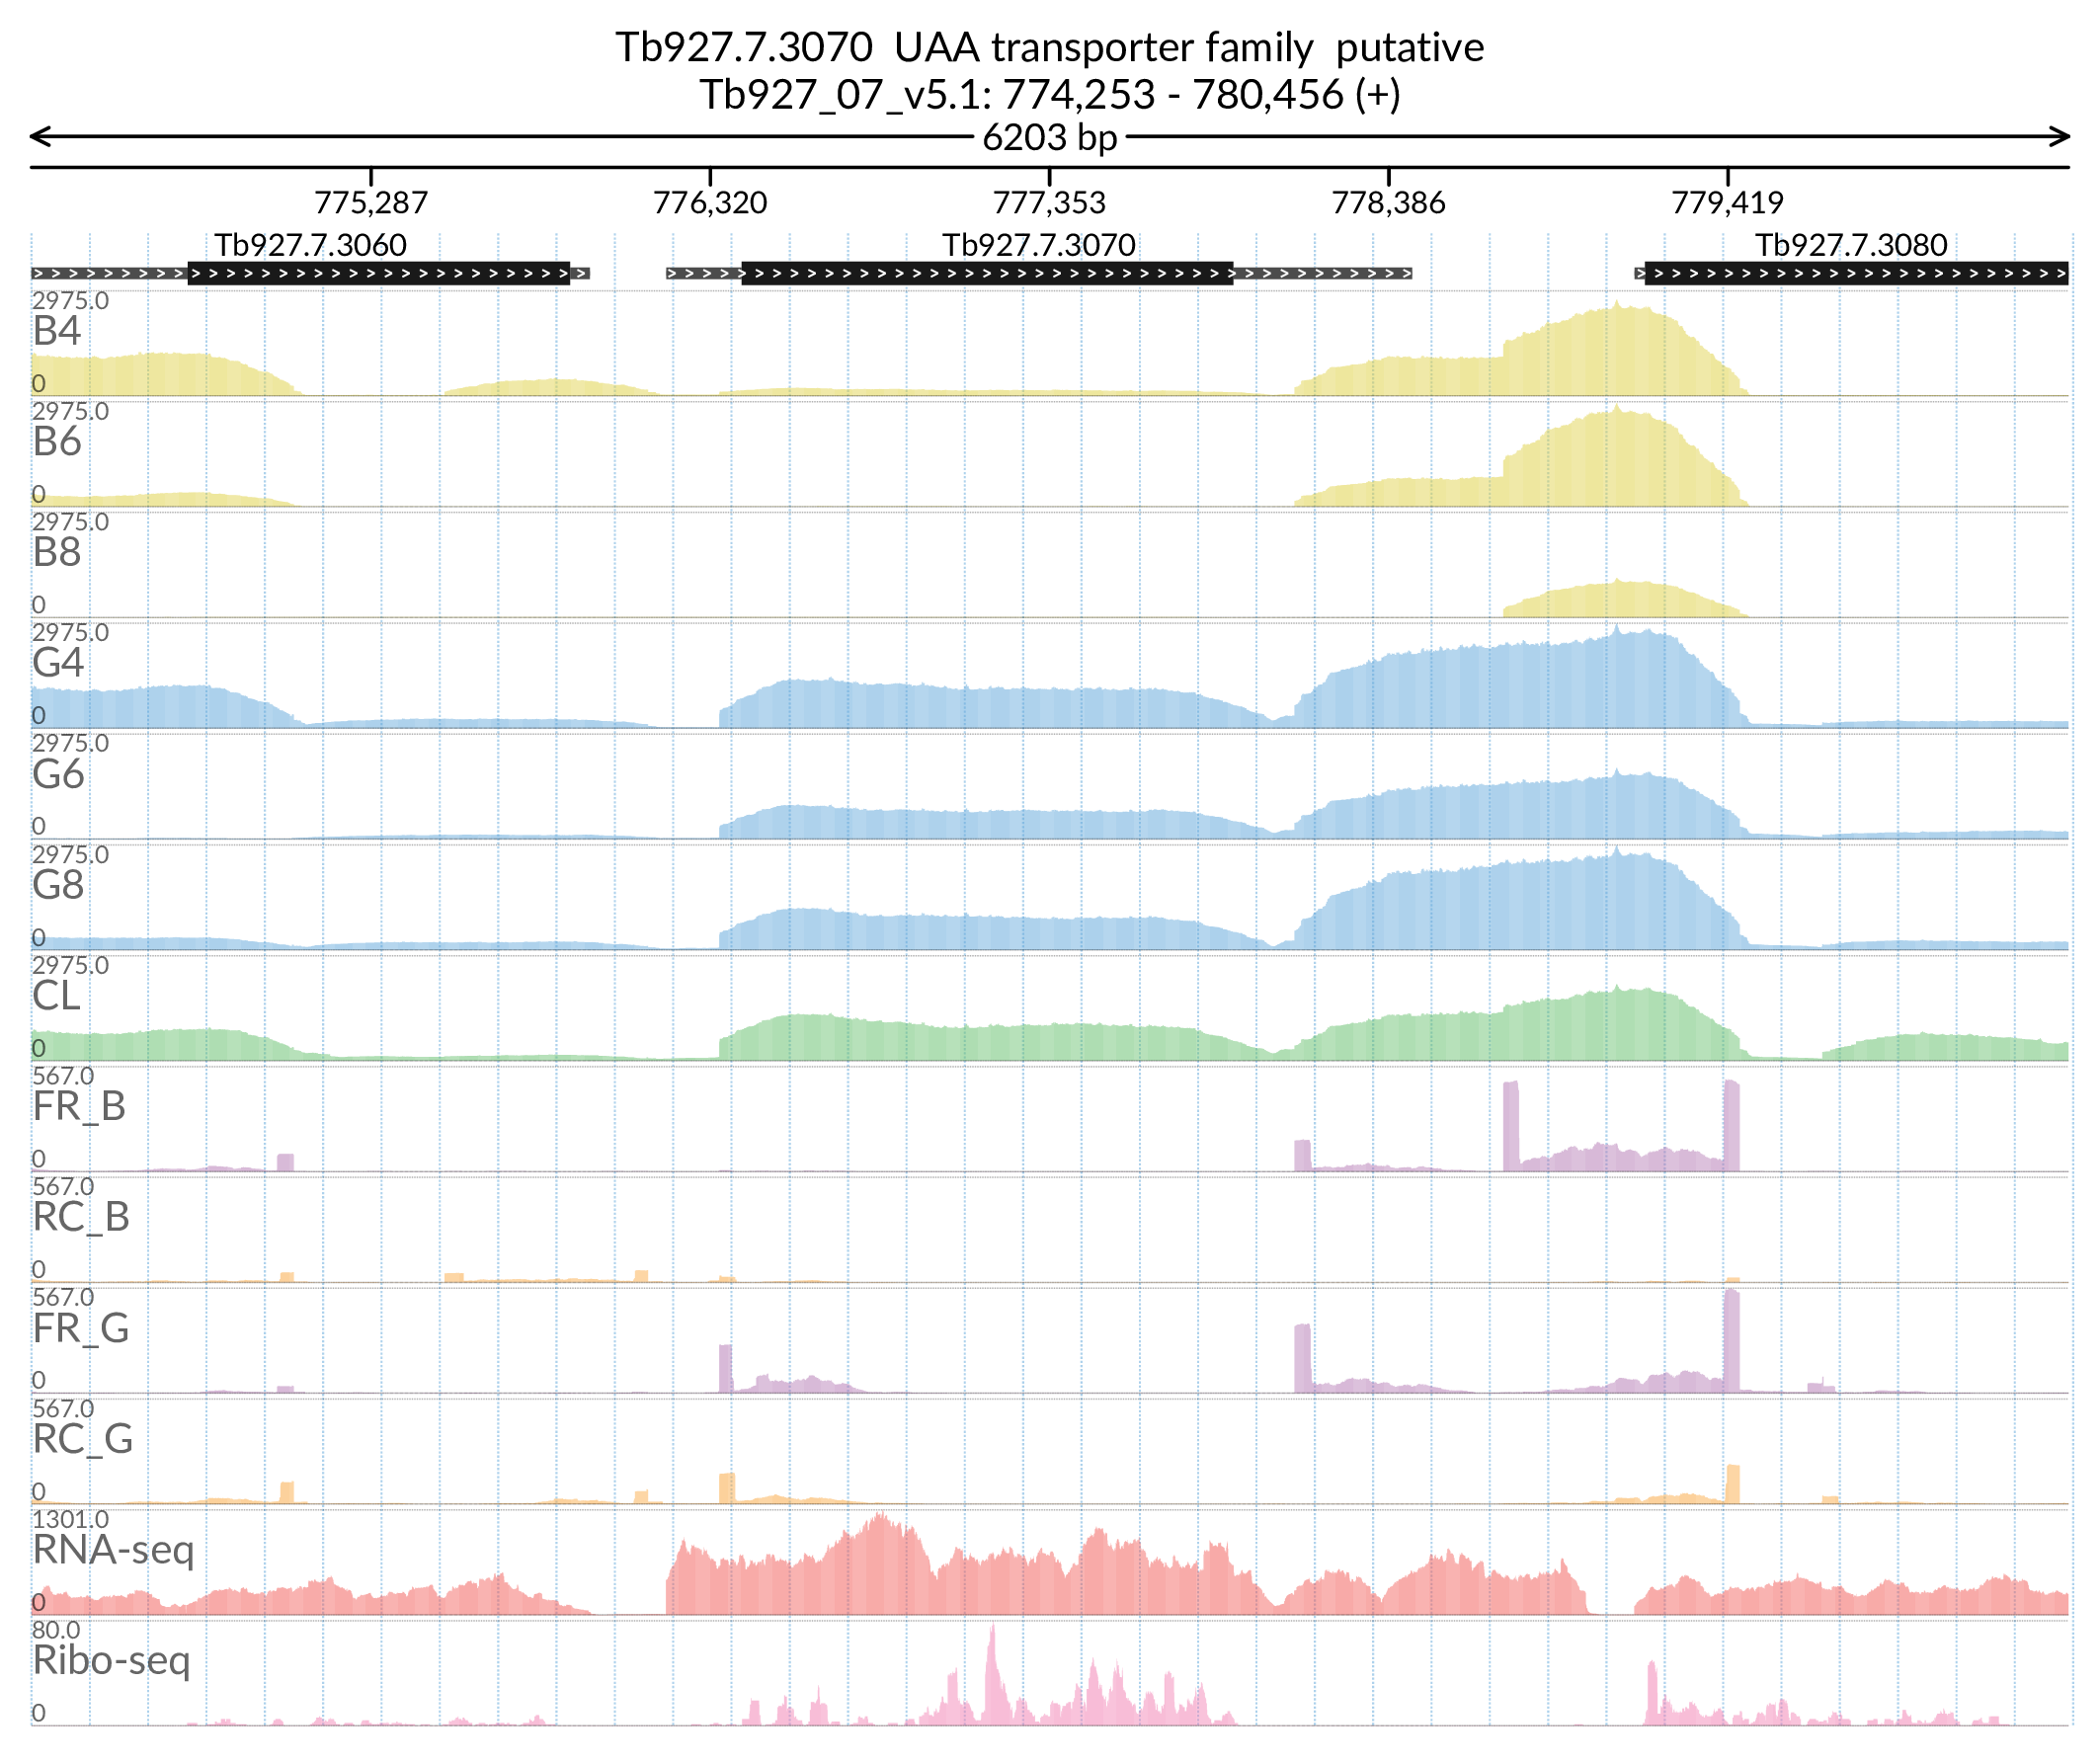 Tb927.7.3070  UAA transporter family  putative
Tb927_07_v5.1: 774,253 - 780,456 (+)
6203 bp
775,287 776,320 777,353 778,386 779,419
Tb927.7.3060 Tb927.7.3070 Tb927.7.3080
2975.0
B4
0
2975.0
B6
0
2975.0
B8
0
2975.0
G4
0
2975.0
G6
0
2975.0
G8
0
2975.0
CL
0
567.0
FR_B
0
567.0
RC_B
0
567.0
FR_G
0
567.0
RC_G
0
1301.0
RNA-seq
0
80.0
Ribo-seq
0